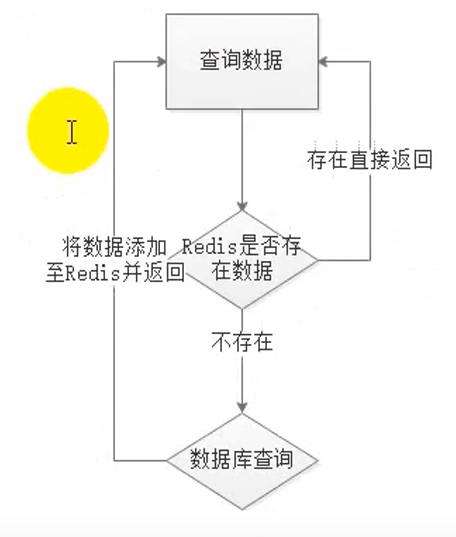 查询数据
存在直接返回
将数据添加
至Redis并返回
Redis是否存
在数据
不存在
数据库查询